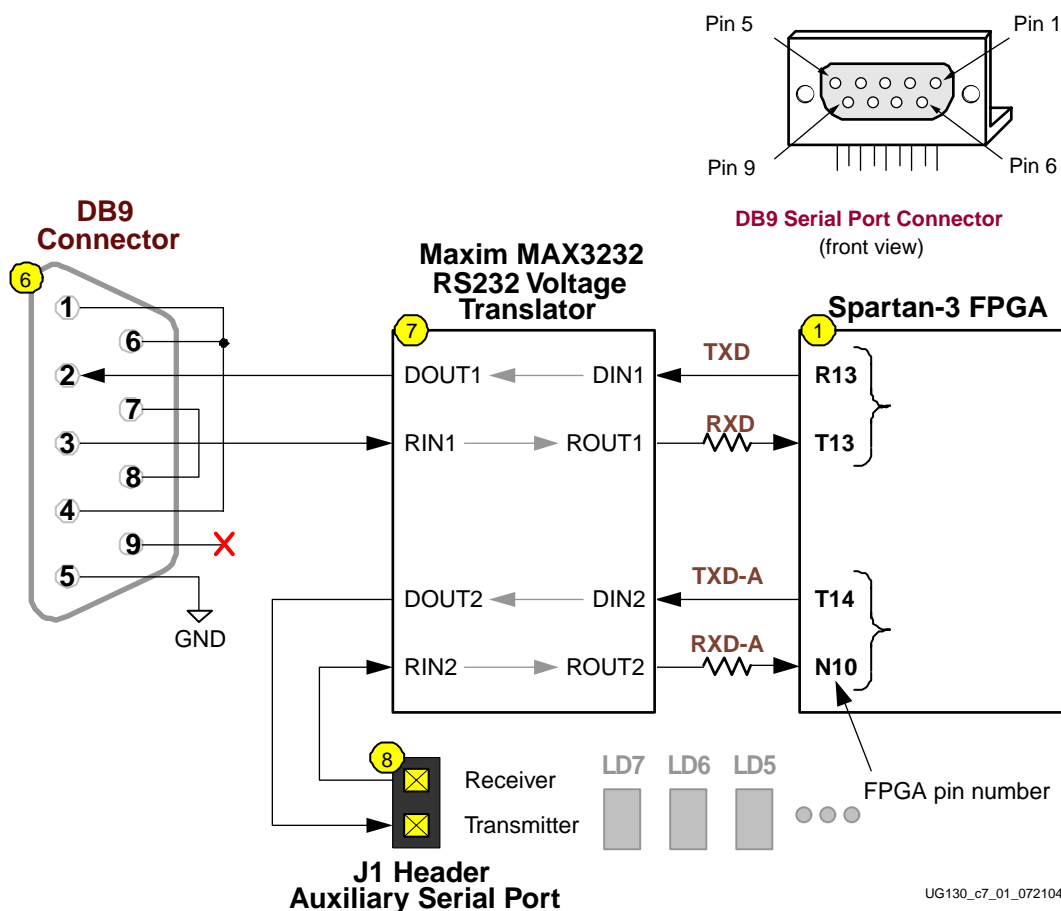 Pin 5
Pin 1
Pin 9
Pin 6
DB9 Serial Port Connector
(front view)
DB9
Connector
6
1
6
2
7
3
8
4
9
5
GND
Maxim MAX3232
RS232 Voltage
Translator
7
DOUT1
DIN1
RIN1
ROUT1
DOUT2
DIN2
RIN2
ROUT2
TXD
RXD
TXD-A
RXD-A
Spartan-3 FPGA
1
R13
T13
T14
N10
FPGA pin number
8
Receiver
Transmitter
J1 Header
Auxiliary Serial Port
LD7
LD6
LD5
UG130_c7_01_072104